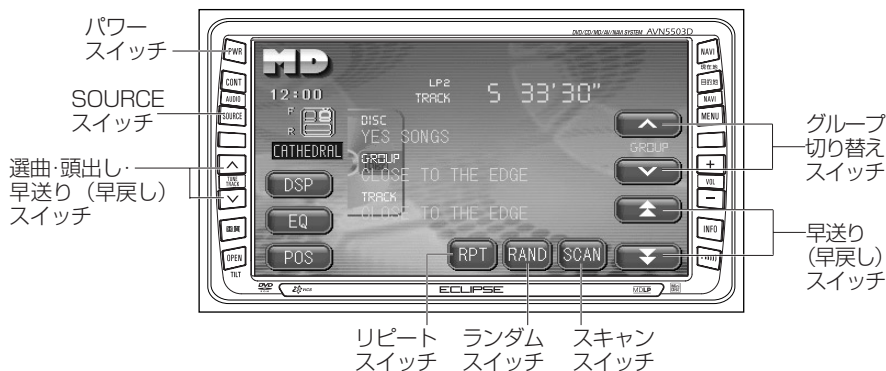 パワー
スイッチ
SOURCE
スイッチ
選曲･頭出し･
早送り（早戻し）
スイッチ
DVD/CD/MD/AV/NAVI SYSTEM AVN5503D
PWR
CONT
AUDIO
SOURCE
TUNE
TRACK
画質
OPEN
TILT
MD
12:00
LP2
TRACK 5 33'30"
F
R
CATHEDRAL
DISC
YES SONGS
GROUP
CLOSE TO THE EDGE
TRACK
CLOSE TO THE EDGE
DSP
EQ
POS
RPT RAND SCAN
GROUP
NAVI
現在地
目的地
NAVI
MENU
+
VOL
−
INFO
DVD
VICS
ECLIPSE
MDLP
グループ
切り替え
スイッチ
早送り
（早戻し）
スイッチ
リピート
スイッチ
ランダム
スイッチ
スキャン
スイッチ